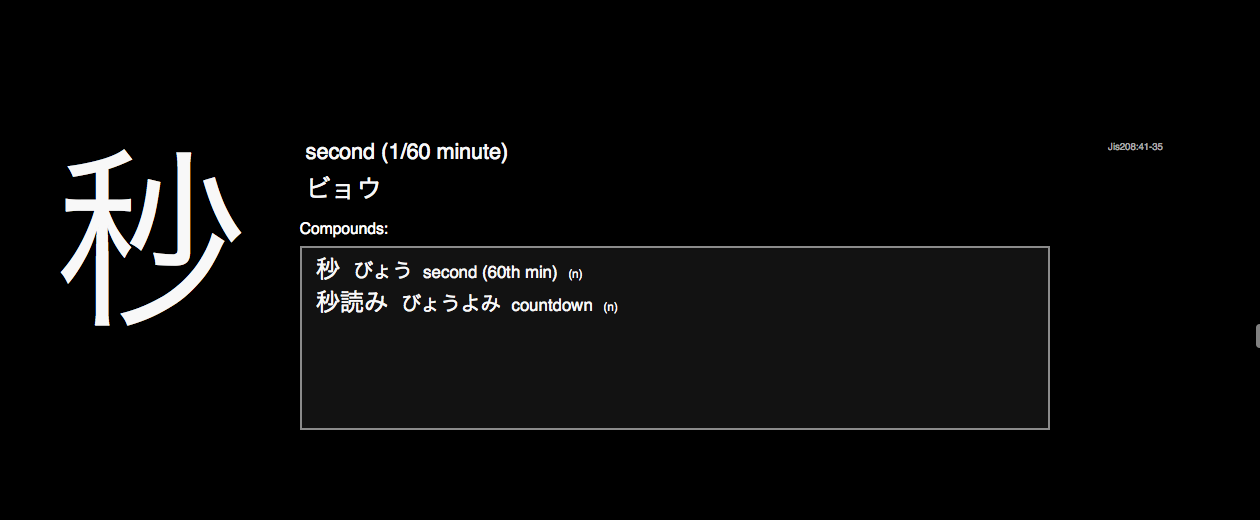 秒
second (1/60 minute)
Jis208:41-35
ビョウ
Compounds:
秒 びょう second (60th min) (n)
秒読み びょうよみ countdown (n)